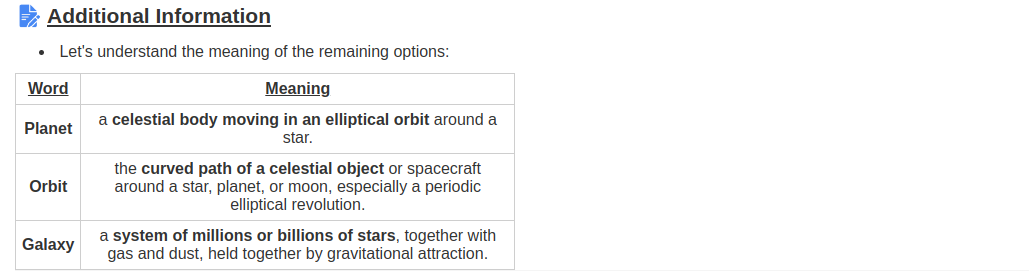 Additional Information
• Let's understand the meaning of the remaining options:
Word Meaning
Planet a celestial body moving in an elliptical orbit around a
star.
the curved path of a celestial object or spacecraft
Orbit around a star, planet, or moon, especially a periodic
elliptical revolution.
Galaxy a system of millions or billions of stars, together with
gas and dust, held together by gravitational attraction.